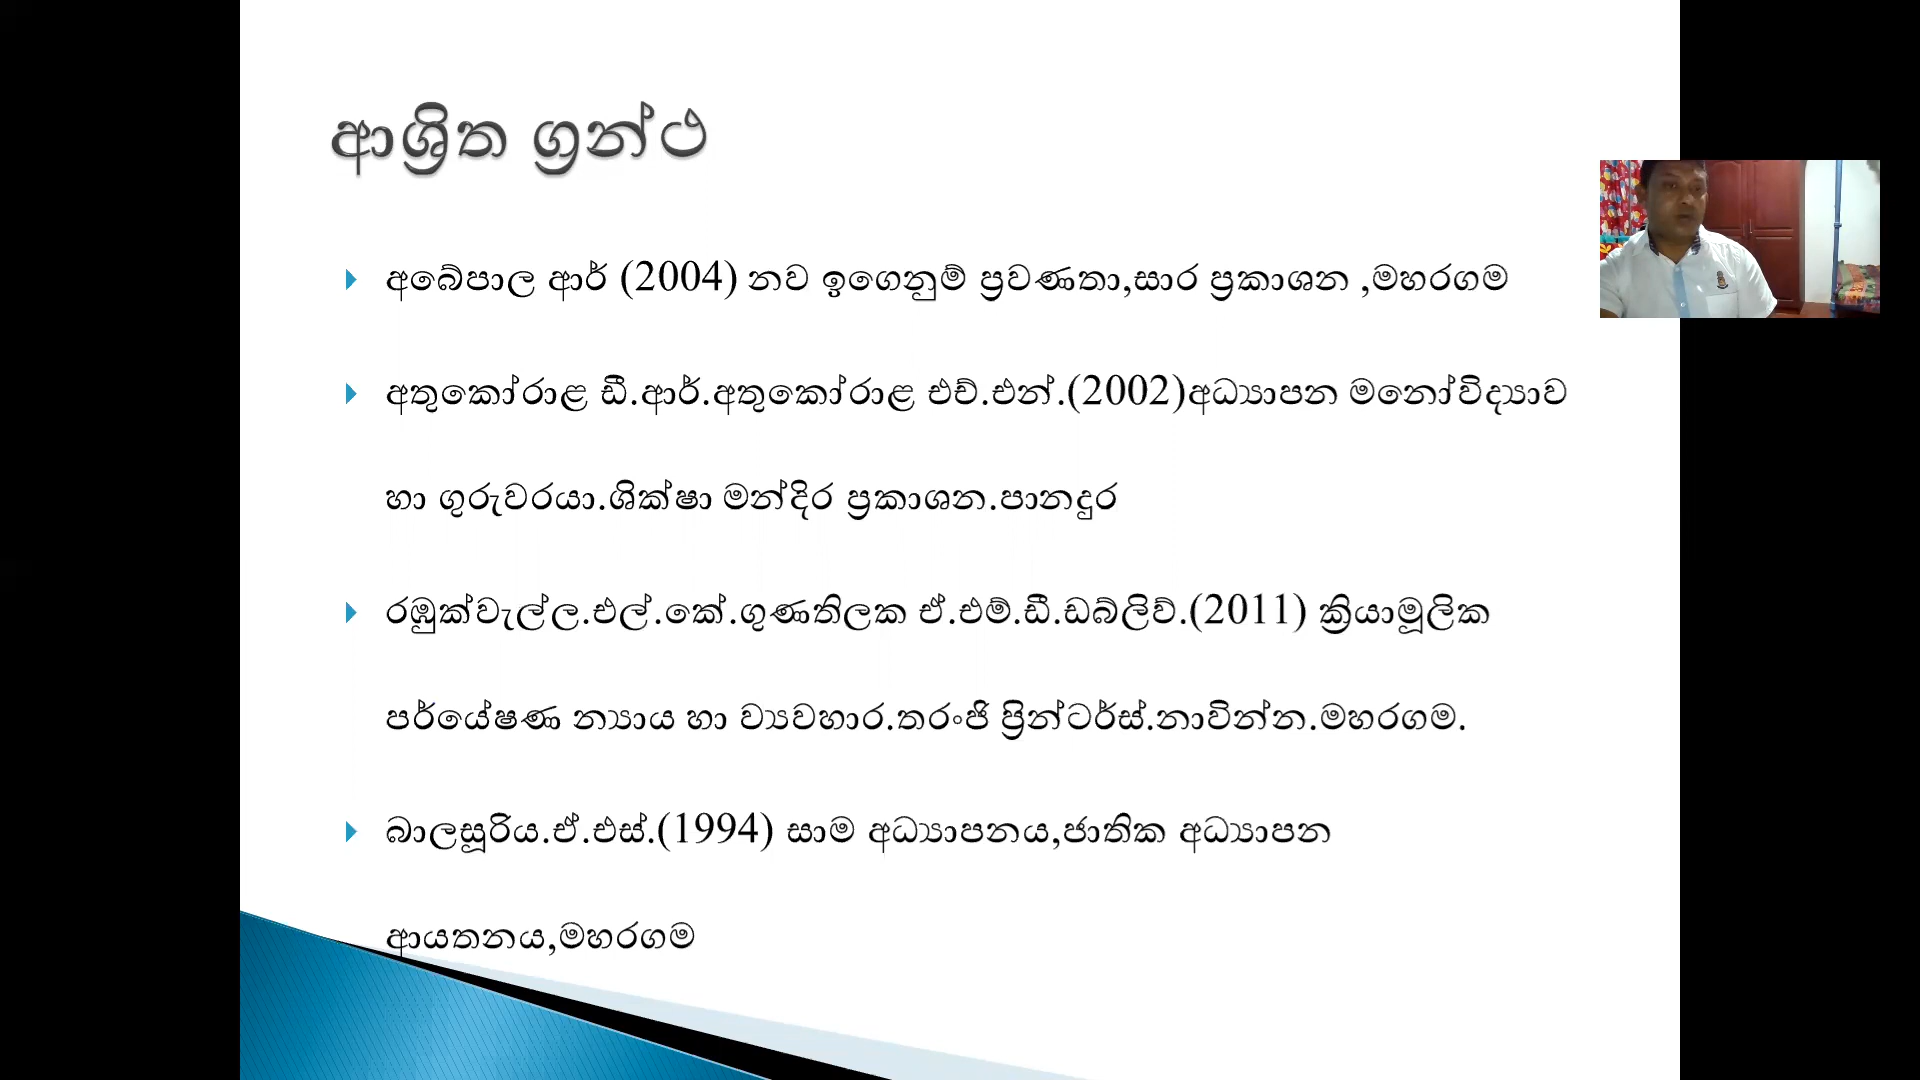 ආශ්‍රිත ග්‍රන්ථ
අබේපාල ආර් (2004) නව ඉගෙනුම් ප්‍රවණතා,සාර ප්‍රකාශන ,මහරගම
අතුකෝරාළ ඩී.ආර්.අතුකෝරාළ එච්.එන්.(2002)අධ්‍යාපන මනෝවිද්‍යාව
හා ගුරුවරයා.ශික්ෂා මන්දිර ප්‍රකාශන.පානදුර
රඹුක්වැල්ල.එල්.කේ.ගුණතිලක ඒ.එම්.ඩී.ඩබ්ලිව්.(2011) ක්‍රියාමූලික
පර්යේෂණ න්‍යාය හා ව්‍යවහාර.තරංජි ප්‍රින්ටර්ස්.නාවින්න.මහරගම.
බාලසූරිය.ඒ.එස්.(1994) සාම අධ්‍යාපනය,ජාතික අධ්‍යාපන
ආයතනය,මහරගම